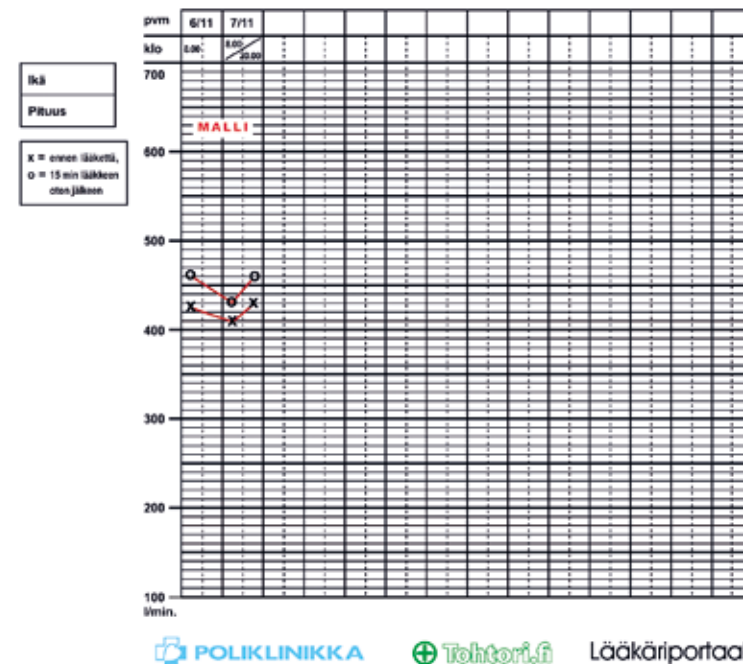 pvm 6/11 7/11
klo 8.00 8.00 20.00
700
Ikä
Pituus
MALLI
x = ennen lääkettä,
o = 15 min lääkkeen
oton jälkeen
600
500
400
300
200
100
l/min.
POLIKLINIKKA Tohtori.fi Lääkäriportaa